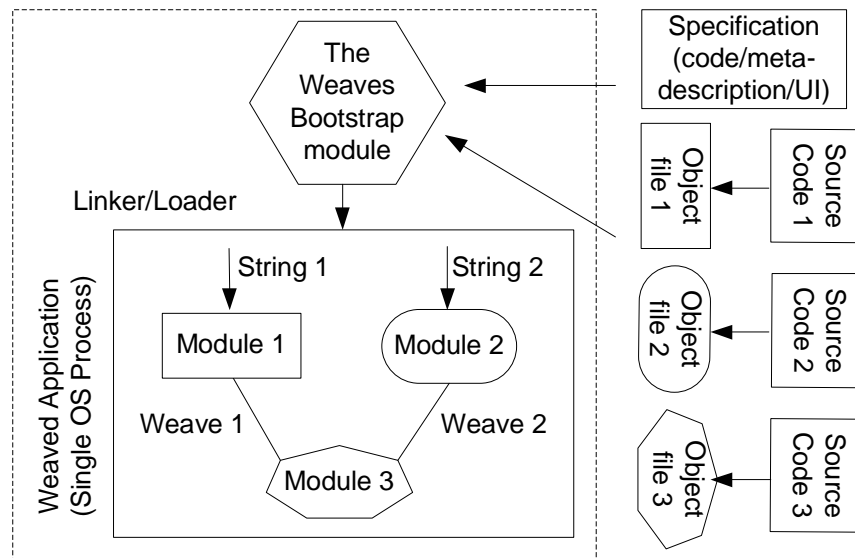 The
Weaves
Bootstrap
module
Specification
(code/meta-
description/UI)
Linker/Loader
Object
file 1
Source
Code 1
String 1
String 2
Module 1
Module 2
Object
file 2
Source
Code 2
Weave 1
Weave 2
Module 3
Object
file 3
Source
Code 3
Weaved Application
(Single OS Process)